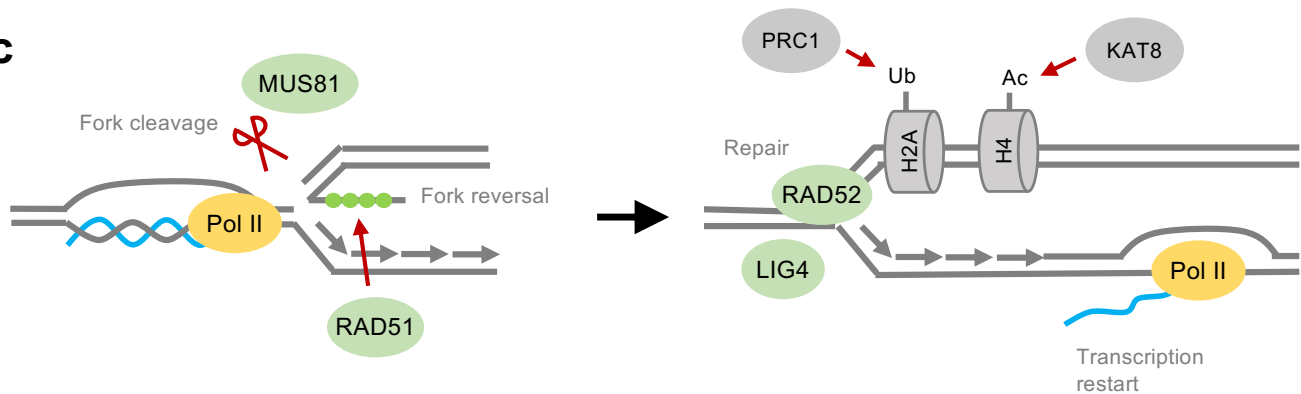 c
MUS81
Fork cleavage
Pol II
Fork reversal
RAD51
PRC1
KAT8
Ub
Ac
H2A
H4
Repair
RAD52
LIG4
Pol II
Transcription
restart